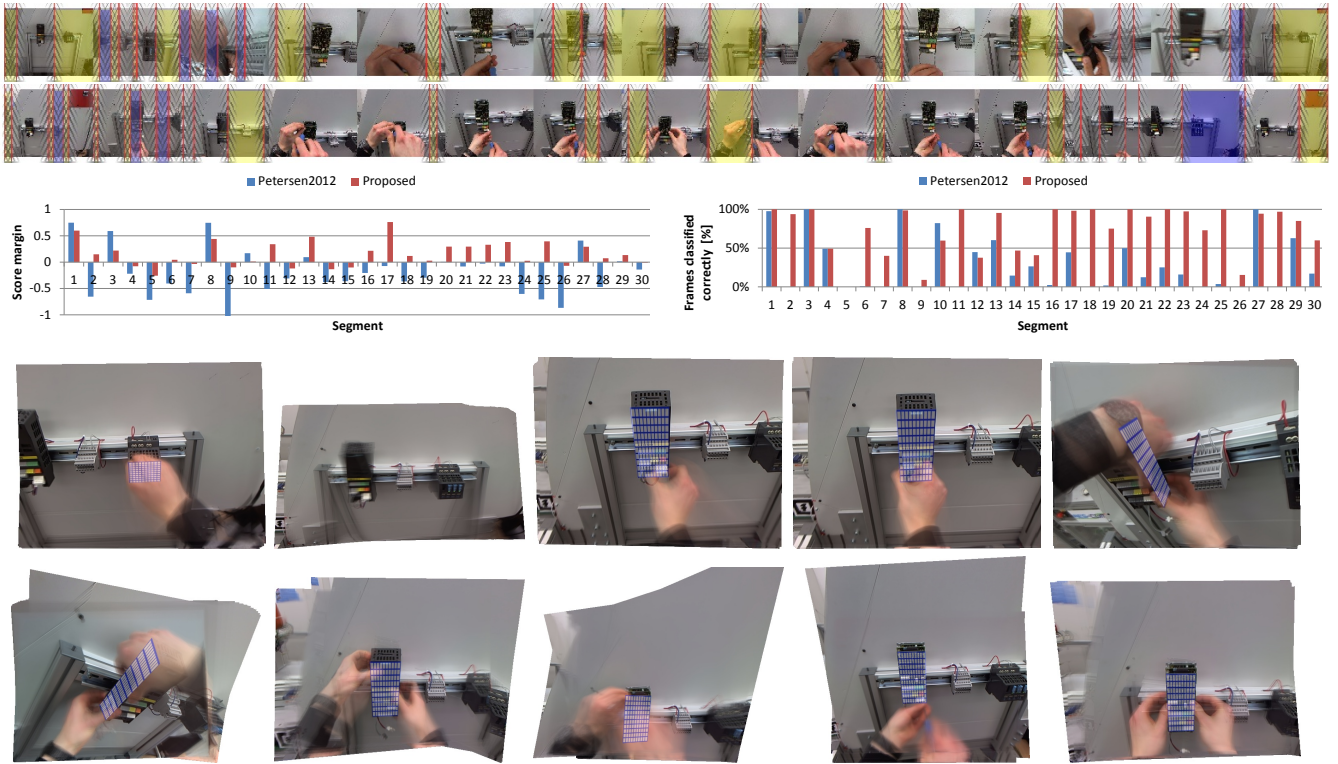 Petersen2012 Proposed
Petersen2012 Proposed
Score margin
1
0.5
0
-0.5
-1
1 2 3 4 5 6 7 8 9 10 11 12 13 14 15 16 17 18 19 20 21 22 23 24 25 26 27 28 29 30
Segment
Frames classified
correctly [%]
100%
50%
0%
1 2 3 4 5 6 7 8 9 10 11 12 13 14 15 16 17 18 19 20 21 22 23 24 25 26 27 28 29 30
Segment